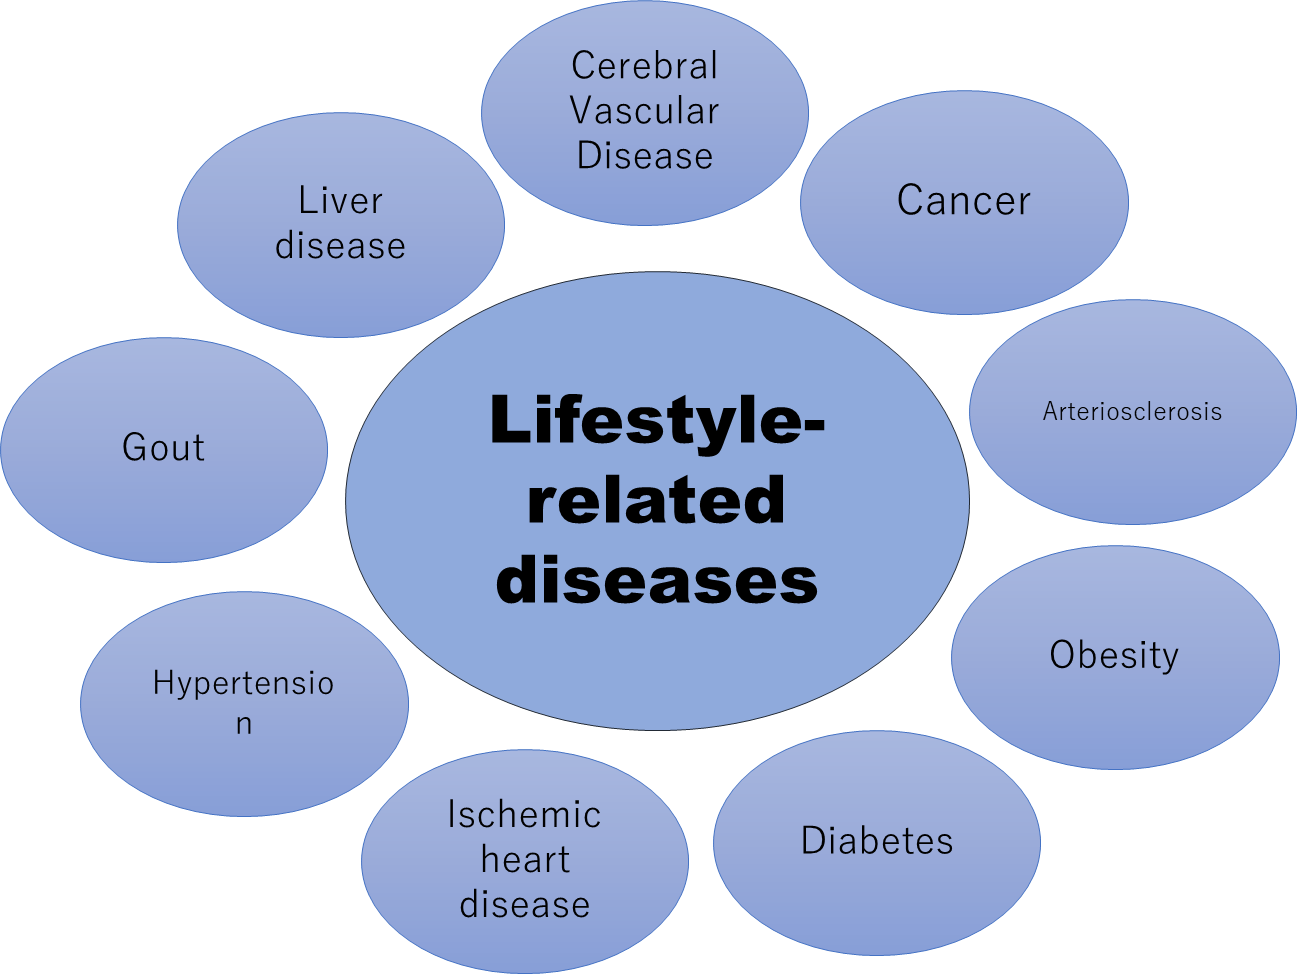 Cerebral
Vascular
Disease
Cancer
Liver
disease
Arteriosclerosis
Lifestyle-
related
diseases
Gout
Obesity
Hypertensio
n
Diabetes
Ischemic
heart
disease